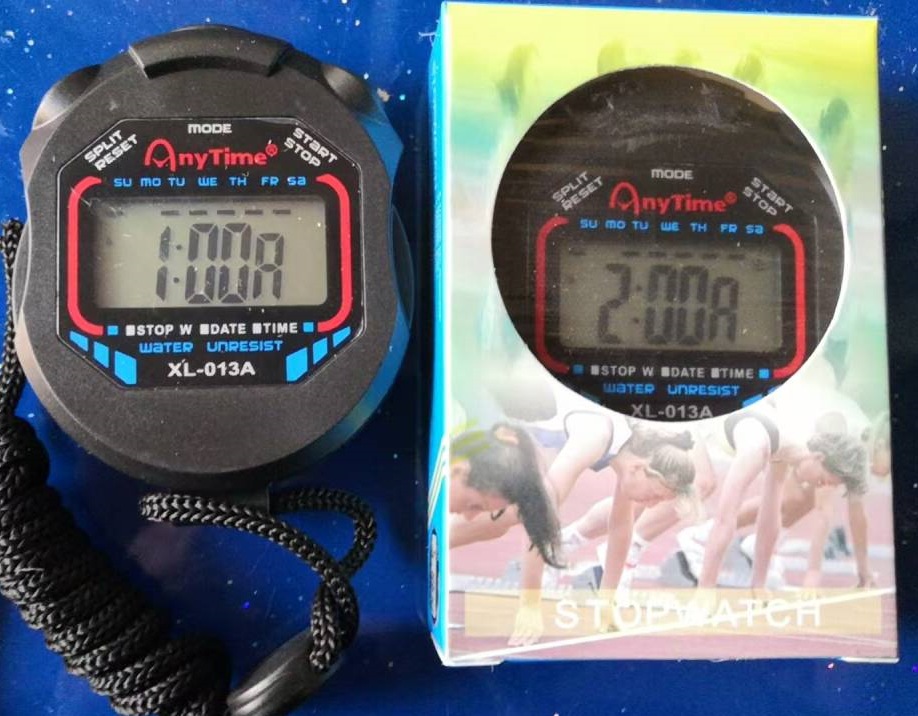 MODE
SPLIT
RESET
START
STOP
AnyTime®
SU MO TU WE TH FR Sa
1:00A
■STOP W ■DATE ■TIME
WATER UNRESIST
XL-013A
MODE
SPLIT
RESET
START
STOP
AnyTime®
SU MO TU WE TH FR Sa
2:00A
■STOP W ■DATE ■TIME
WATER UNRESIST
XL-013A
STOPWATCH